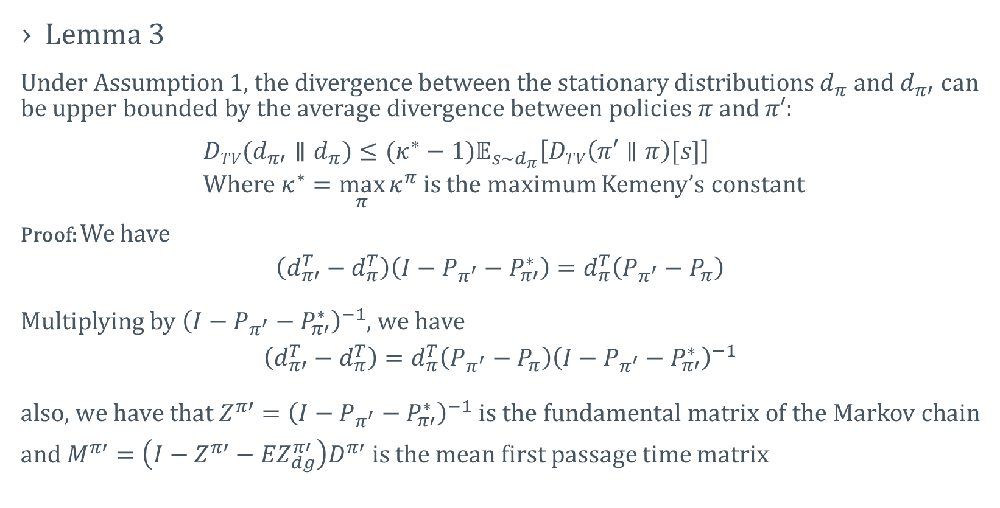 › Lemma 3
Under Assumption 1, the divergence between the stationary distributions $d_\pi$ and $d_{\pi'}$ can
be upper bounded by the average divergence between policies $\pi$ and $\pi'$:
$D_{TV}(d_{\pi'} \parallel d_\pi) \leq (\kappa^* - 1)\mathbb{E}_{s \sim d_\pi}[D_{TV}(\pi' \parallel \pi)[s]]$
Where $\kappa^* = \max_{\pi} \kappa^\pi$ is the maximum Kemeny's constant
Proof: We have
$(d_{\pi'}^T - d_\pi^T)(I - P_{\pi'} - P_{\pi'}^*) = d_\pi^T(P_{\pi'} - P_\pi)$
Multiplying by $(I - P_{\pi'} - P_{\pi'}^*)^{-1}$, we have
$(d_{\pi'}^T - d_\pi^T) = d_\pi^T(P_{\pi'} - P_\pi)(I - P_{\pi'} - P_{\pi'}^*)^{-1}$
also, we have that $Z^{\pi'} = (I - P_{\pi'} - P_{\pi'}^*)^{-1}$ is the fundamental matrix of the Markov chain
and $M^{\pi'} = (I - Z^{\pi'} - EZ_{dg}^{\pi'})D^{\pi'}$ is the mean first passage time matrix